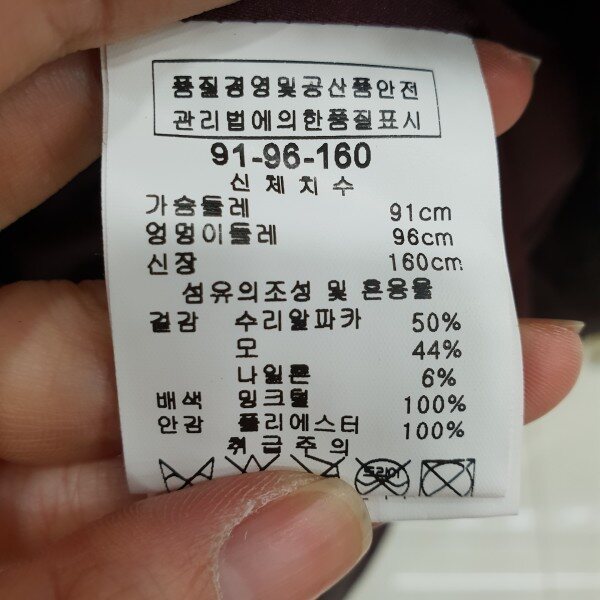 품질경영및공산품안전
관리법에의한품질표시
91-96-160
신체치수
가슴둘레 91cm
엉덩이둘레 96cm
신장 160cm
섬유의조성 및 혼용율
겉감 수리알파카 50%
모 44%
나일론 6%
배색 밍크털 100%
안감 폴리에스터 100%
취급주의
드라이